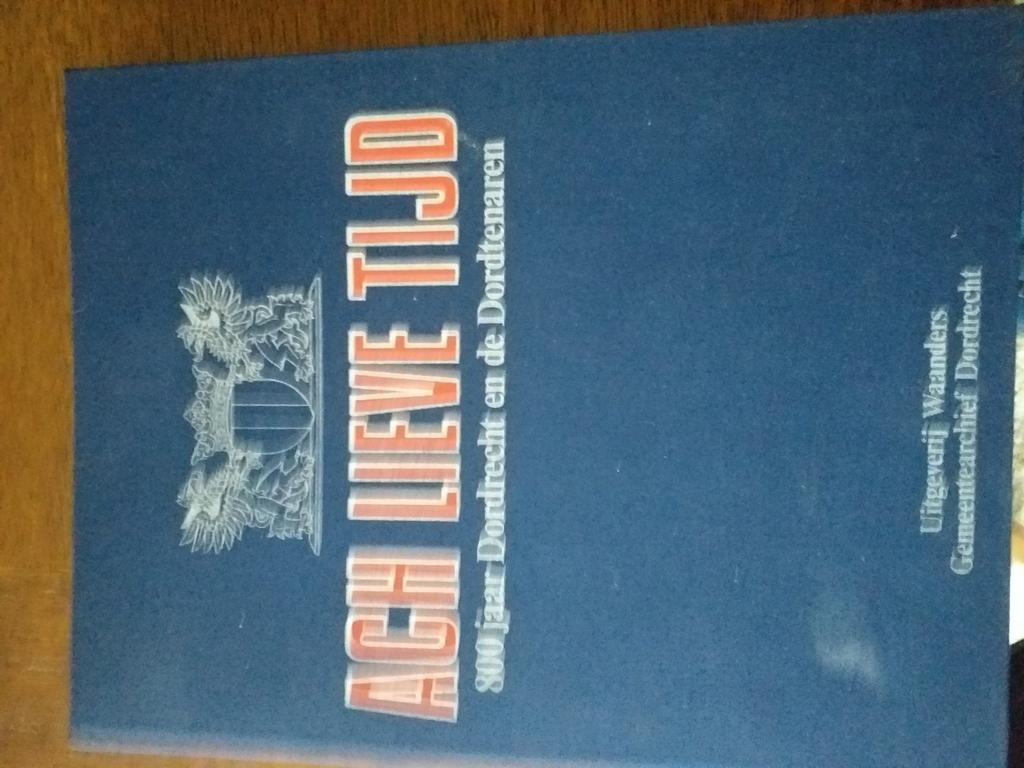 ACH LIEVE TIJD
800 jaar Dordrecht en de Dordtenaren
Uitgeverij Waanders
Gemeentearchief Dordrecht